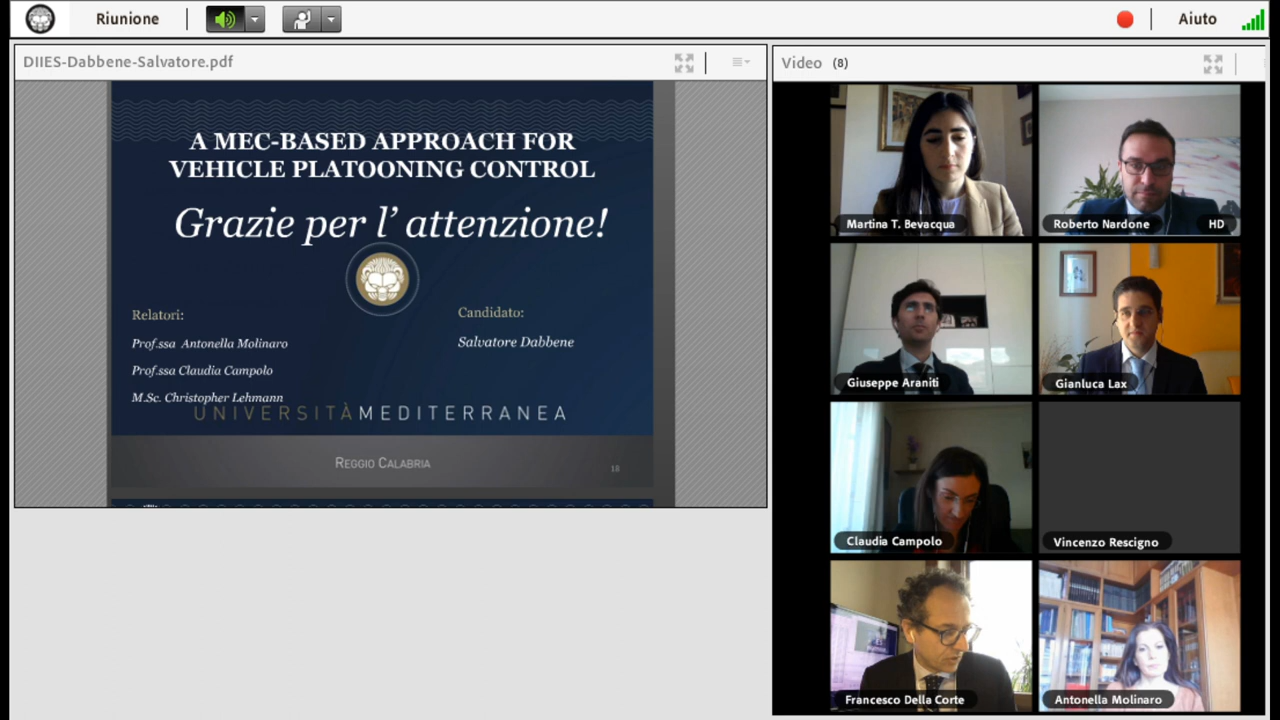 Riunione
Aiuto
DIIES-Dabbene-Salvatore.pdf
Video (8)
A MEC-BASED APPROACH FOR
VEHICLE PLATOONING CONTROL
Grazie per l' attenzione!
Relatori:
Prof.ssa Antonella Molinaro
Prof.ssa Claudia Campolo
M.Sc. Christopher Lehmann
Candidato:
Salvatore Dabbene
UNIVERSITÀMEDITERRANEA
REGGIO CALABRIA
18
Martina T. Bevacqua
Roberto Nardone
HD
Giuseppe Araniti
Gianluca Lax
Claudia Campolo
Vincenzo Rescigno
Francesco Della Corte
Antonella Molinaro